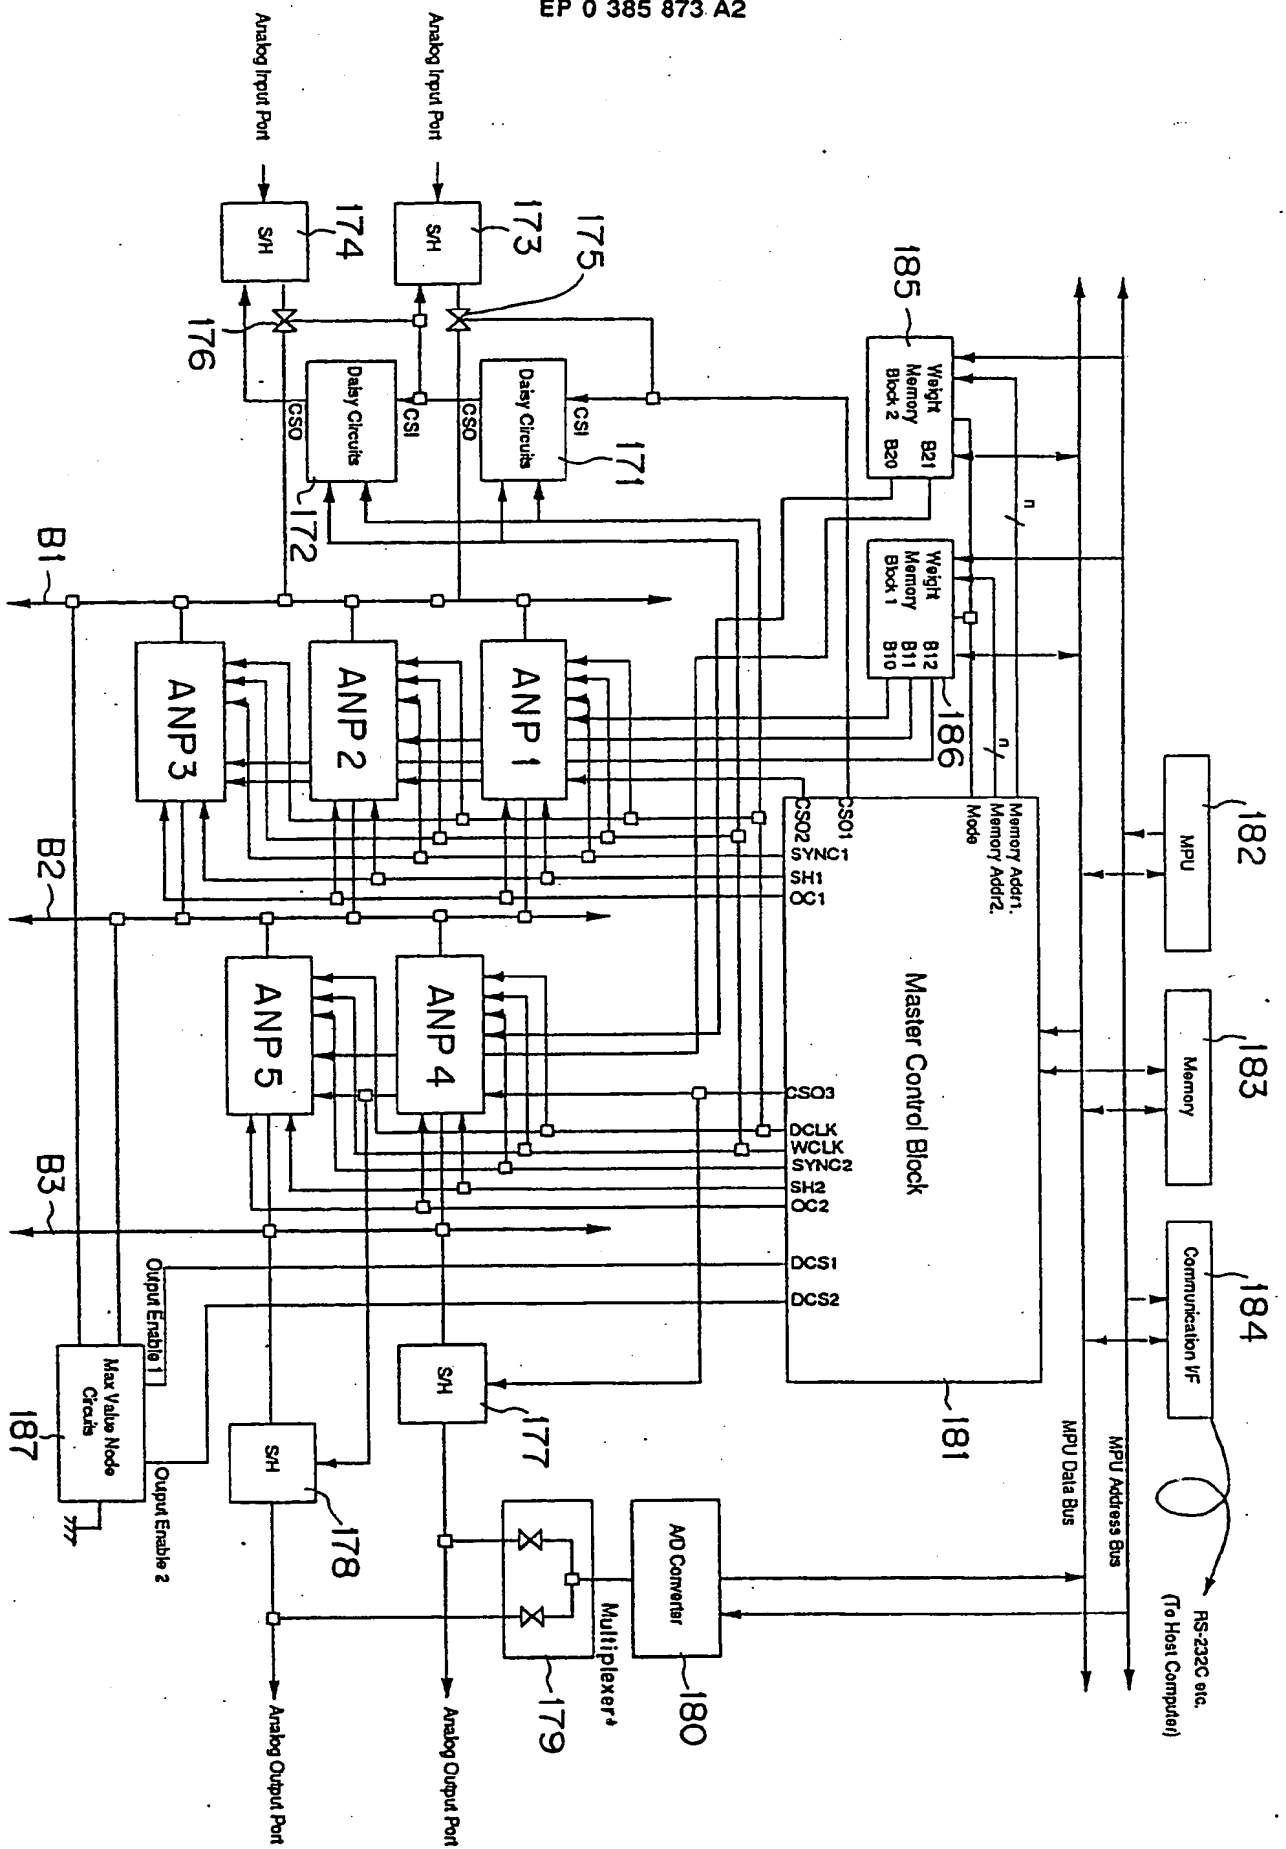 EP 0 385 873 A2
Analog Input Port
Analog Input Port
S/H
174
S/H
173
175
176
Daisy Circuits
CSI
CSO
171
Daisy Circuits
CSI
CSO
172
185
Weight
Memory
Block 2
B21
B20
n
Weight
Memory
Block 1
B12
B11
B10
186
n
182
MPU
183
Memory
184
Communication I/F
RS-232C etc.
(To Host Computer)
MPU Address Bus
MPU Data Bus
Memory Addr1.
Memory Addr2.
Mode
CSO1
CSO2
SYNC1
SH1
OC1
Master Control Block
181
CSO3
DCLK
WCLK
SYNC2
SH2
OC2
DCS1
DCS2
B1
ANP 1
ANP 2
ANP 3
B2
ANP 4
ANP 5
B3
Output Enable 1
Output Enable 2
Max Value Node
Circuits
187
S/H
177
S/H
178
Multiplexer
179
A/D Converter
180
Analog Output Port
Analog Output Port